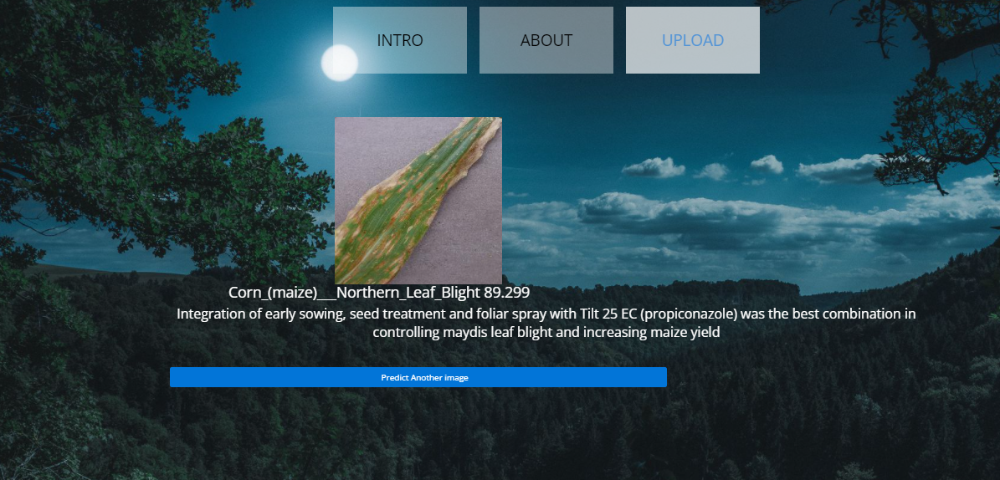 INTRO
ABOUT
UPLOAD
Corn_(maize)___Northern_Leaf_Blight 89.299
Integration of early sowing, seed treatment and foliar spray with Tilt 25 EC (propiconazole) was the best combination in
controlling maydis leaf blight and increasing maize yield
Predict Another image